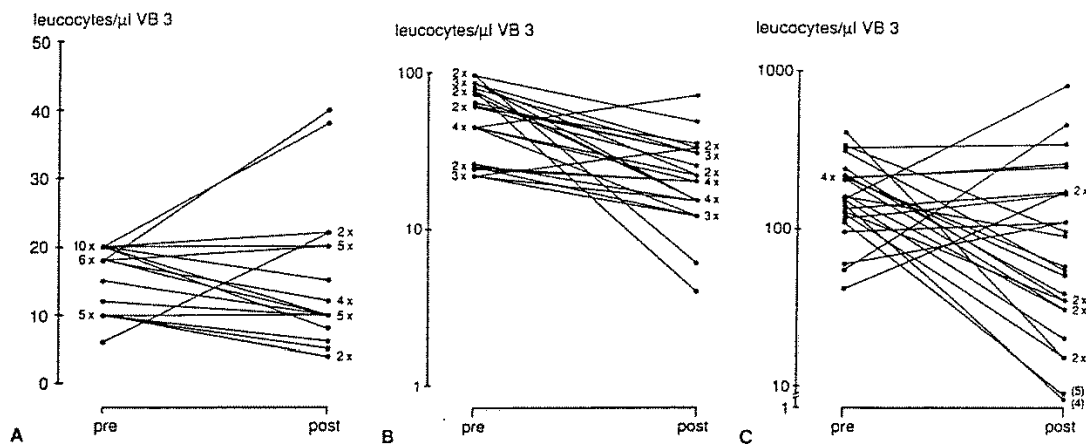 leucocytes/µl VB 3
50
40
30
20
10
0
10 x
6 x
5 x
2 x
5 x
4 x
5 x
2 x
pre
post
A
leucocytes/µl VB 3
100
10
1
2 x
3 x
2 x
2 x
4 x
2 x
3 x
2 x
3 x
2 x
4 x
4 x
3 x
pre
post
B
leucocytes/µl VB 3
1000
100
10
1
4 x
2 x
2 x
2 x
2 x
(5)
(4)
pre
post
C